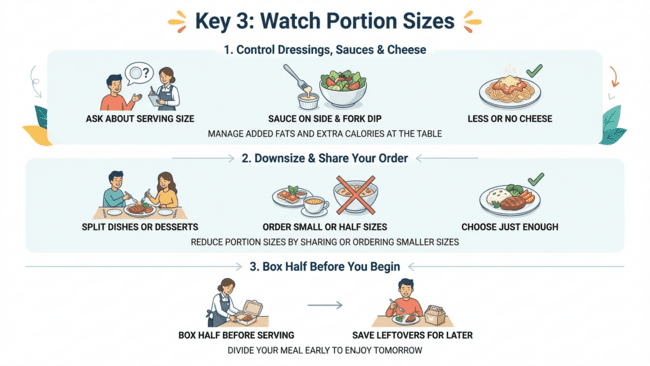 Key 3: Watch Portion Sizes
1. Control Dressings, Sauces & Cheese
?
ASK ABOUT SERVING SIZE
SAUCE ON SIDE & FORK DIP
LESS OR NO CHEESE
MANAGE ADDED FATS AND EXTRA CALORIES AT THE TABLE
2. Downsize & Share Your Order
SPLIT DISHES OR DESSERTS
ORDER SMALL OR HALF SIZES
CHOOSE JUST ENOUGH
REDUCE PORTION SIZES BY SHARING OR ORDERING SMALLER SIZES
3. Box Half Before You Begin
BOX HALF BEFORE SERVING
SAVE LEFTOVERS FOR LATER
DIVIDE YOUR MEAL EARLY TO ENJOY TOMORROW